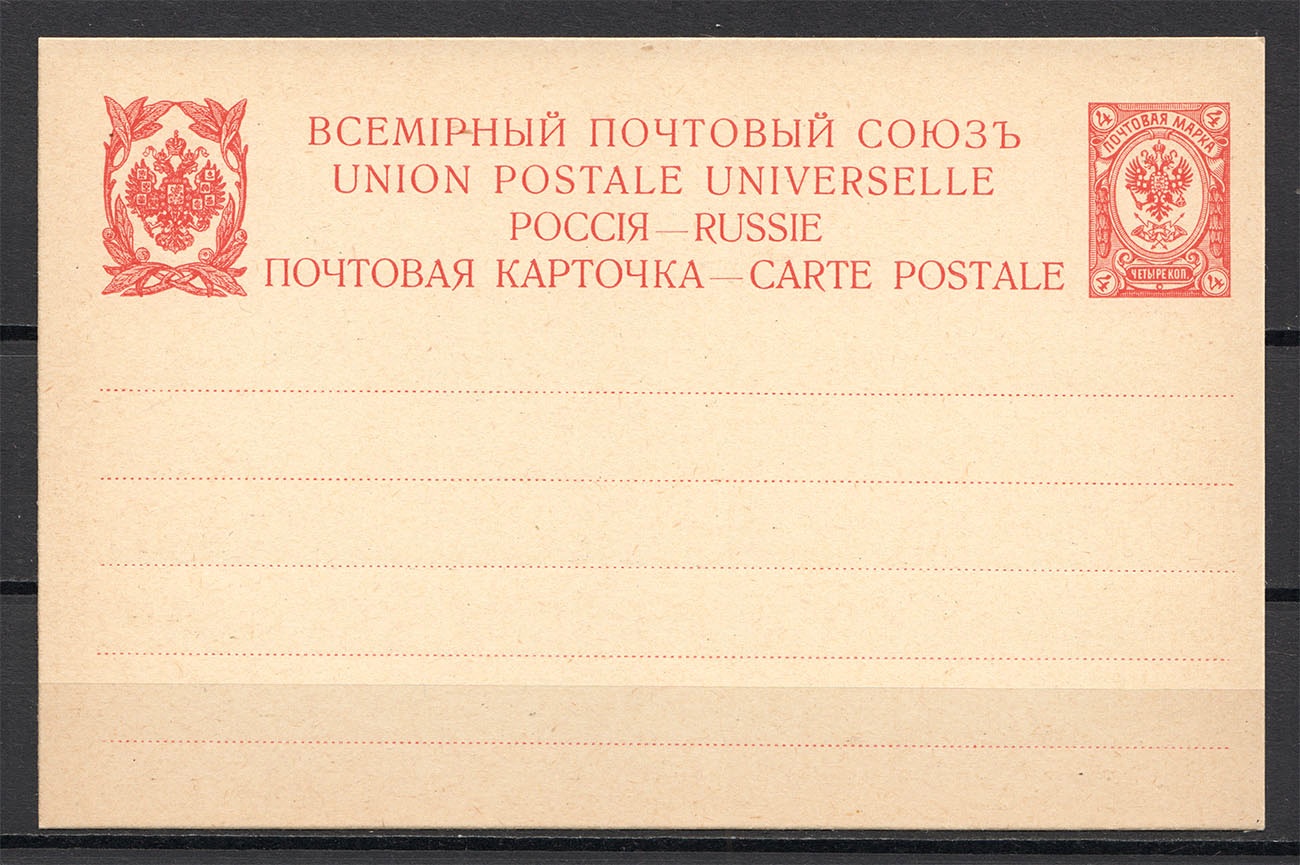 ВСЕМІРНЫЙ ПОЧТОВЫЙ СОЮЗЪ
UNION POSTALE UNIVERSELLE
РОССІЯ—RUSSIE
ПОЧТОВАЯ КАРТОЧКА—CARTE POSTALE
4 4
ПОЧТОВАЯ МАРКА
ЧЕТЫРЕ КОП.
4 4